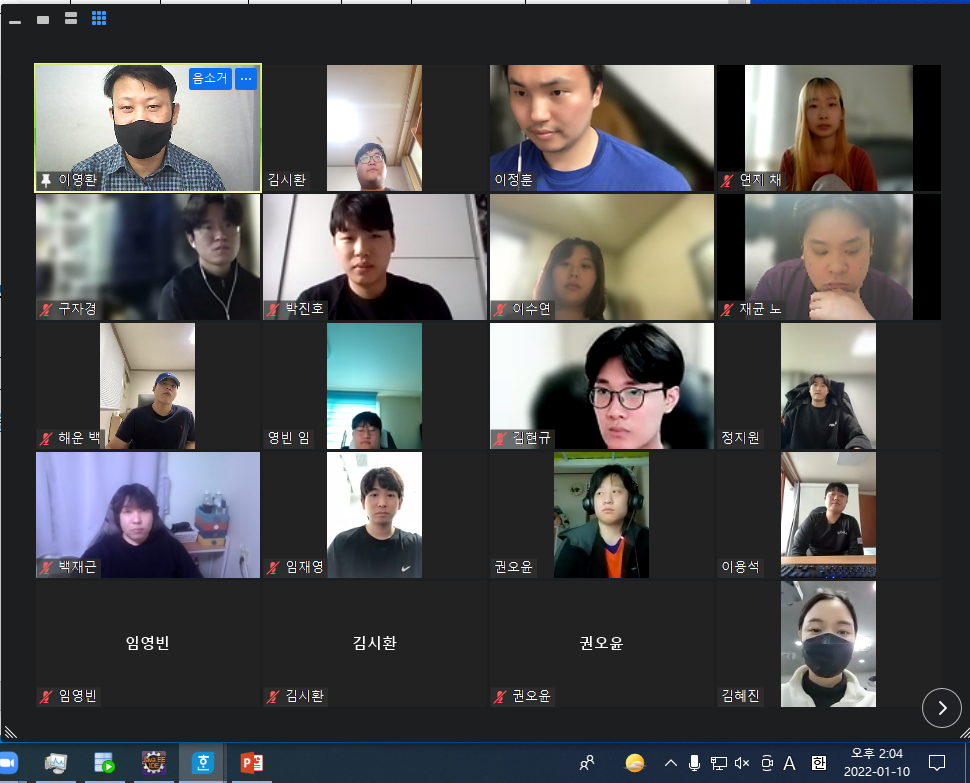 음소거 ...
이영환
김시환
이정훈
연지 채
구자경
박진호
이수연
재균 노
해운 백
영빈 임
김현규
정지원
백재근
임재영
권오윤
이용석
임영빈
김시환
권오윤
임영빈
김시환
권오윤
김혜진
A 한
오후 2:04
2022-01-10